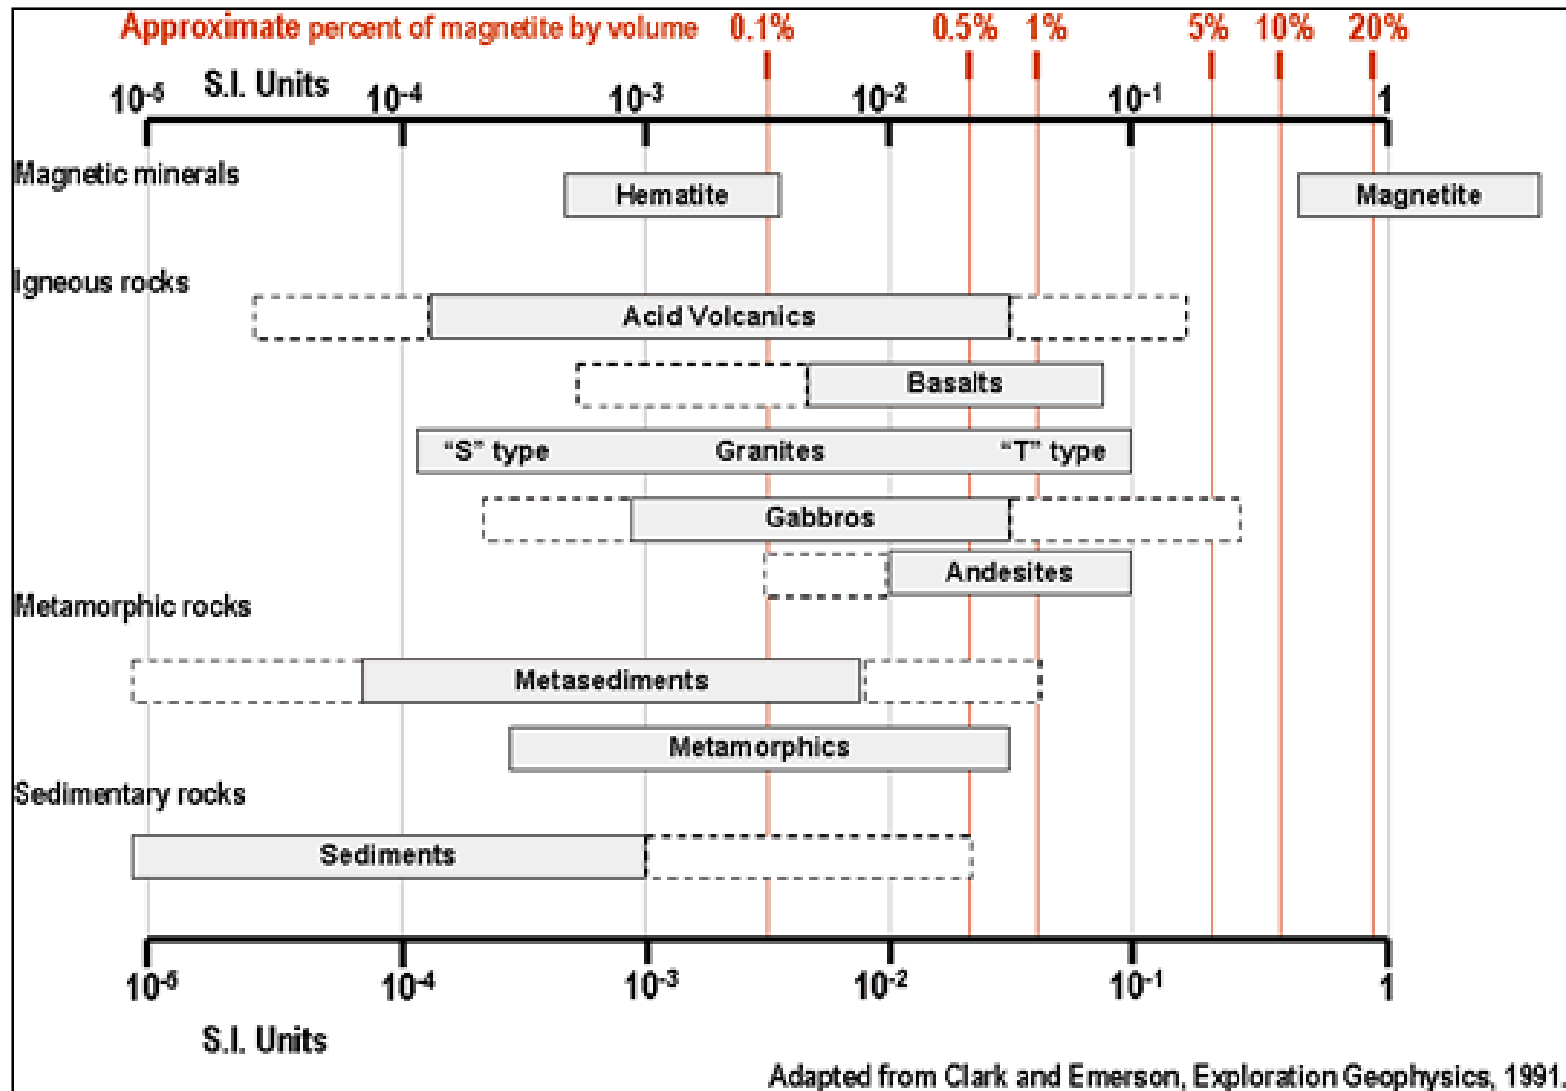 Approximate percent of magnetite by volume 0.1% 0.5% 1% 5% 10% 20%
10-5 S.I. Units 10-4 10-3 10-2 10-1 1
Magnetic minerals
Hematite Magnetite
Igneous rocks
Acid Volcanics
Basalts
“S” type Granites “T” type
Gabbros
Andesites
Metamorphic rocks
Metasediments
Metamorphics
Sedimentary rocks
Sediments
10-5 10-4 10-3 10-2 10-1 1
S.I. Units
Adapted from Clark and Emerson, Exploration Geophysics, 1991